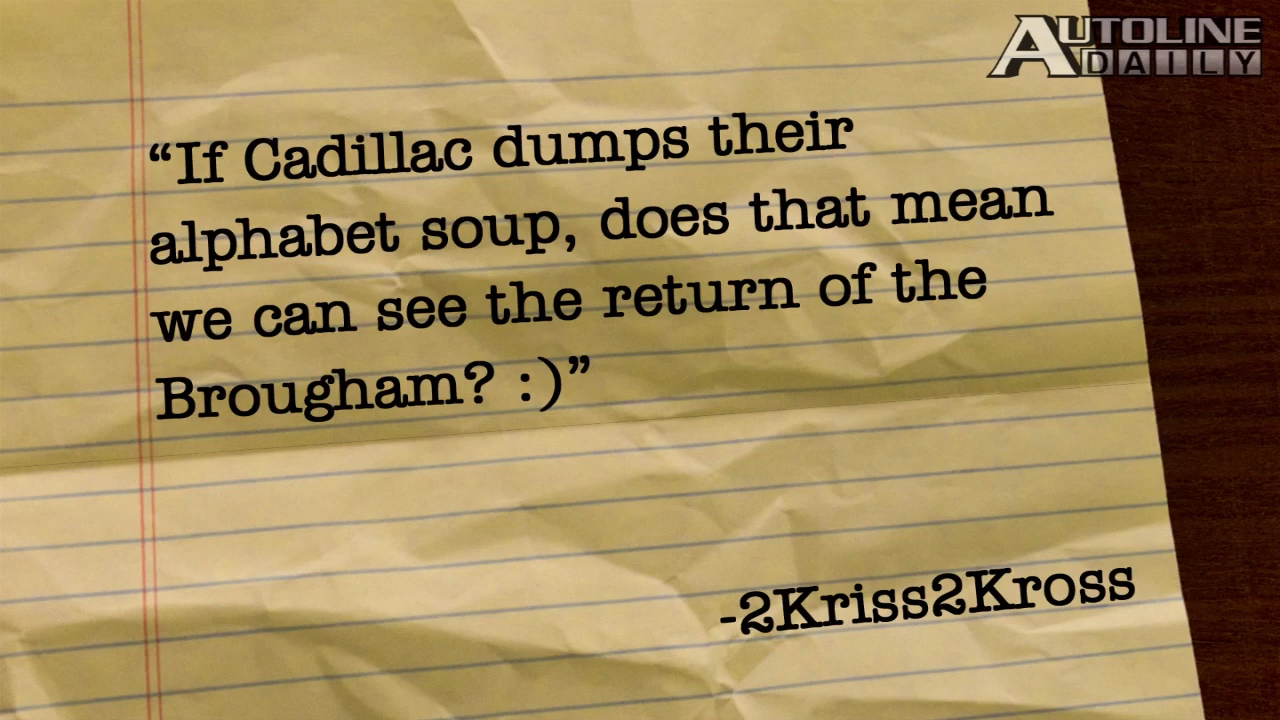 AUTOLINE
DAILY
“If Cadillac dumps their
alphabet soup, does that mean
we can see the return of the
Brougham? :)”
-2Kriss2Kross